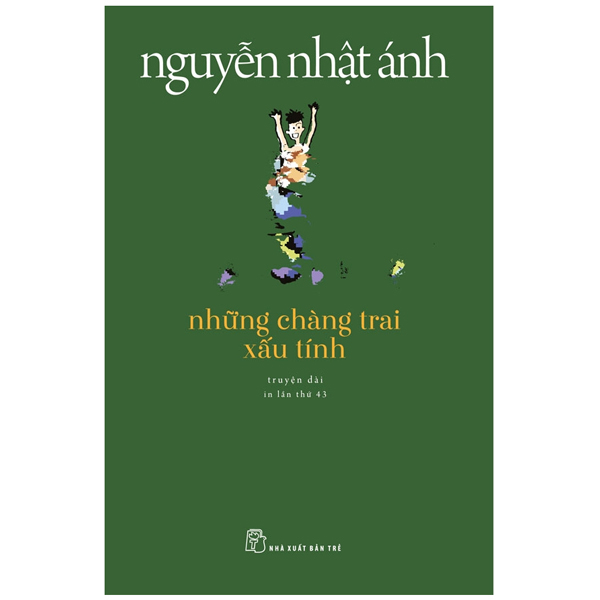 nguyễn nhật ánh
những chàng trai
xấu tính
truyện dài
in lần thứ 43
NHÀ XUẤT BẢN TRẺ